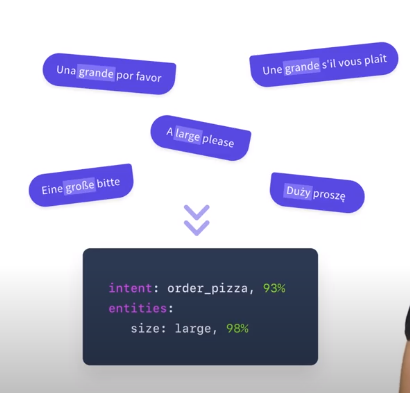 Una grande por favor
Une grande s'il vous plaît
A large please
Eine große bitte
Duży proszę
intent: order_pizza, 93%
entities:
size: large, 98%